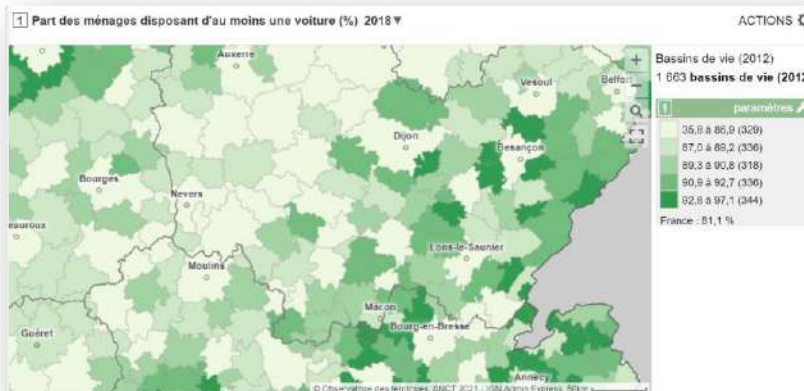 1 Part des ménages disposant d'au moins une voiture (%) 2018▼
ACTIONS
Auxerre
Vesoul
Belfort
Dijon
Besançon
Bourges
Nevers
eauroux
Lons-le-Saunier
Moulins
Mâcon
Bourg-en-Bresse
Guéret
Annecy
© Observatoire des territoires, ANCT 2021 - IGN Admin Express, 50km
+
−
Bassins de vie (2012)
1 663 bassins de vie (2012
1 paramètres
35,8 à 86,9 (329)
87,0 à 89,2 (336)
89,3 à 90,8 (318)
90,9 à 92,7 (336)
92,8 à 97,1 (344)
France : 81,1 %